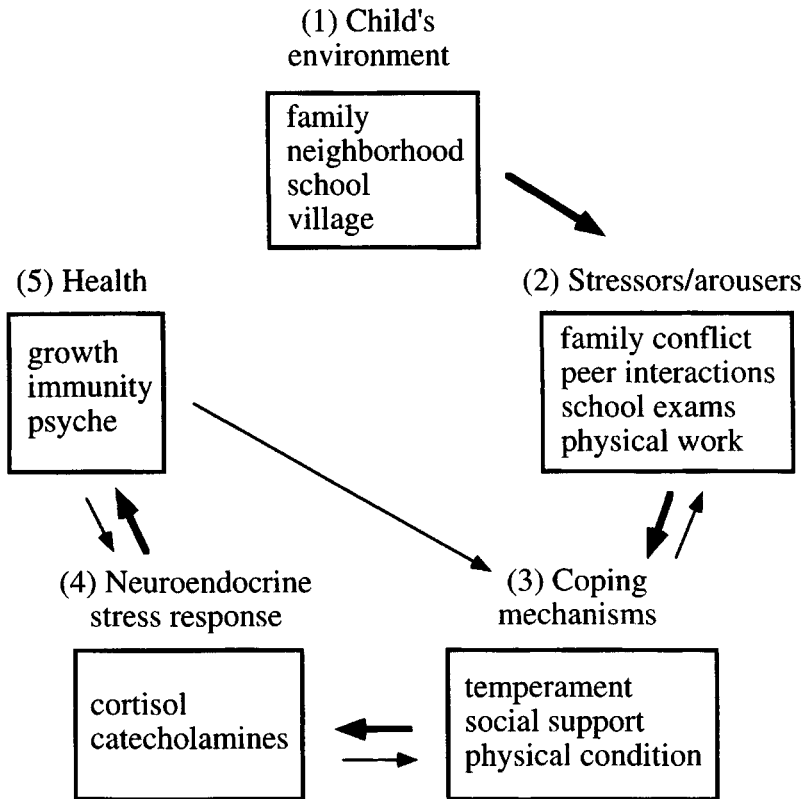 (1) Child's
environment
family
neighborhood
school
village
(2) Stressors/arousers
family conflict
peer interactions
school exams
physical work
(3) Coping
mechanisms
temperament
social support
physical condition
(4) Neuroendocrine
stress response
cortisol
catecholamines
(5) Health
growth
immunity
psyche